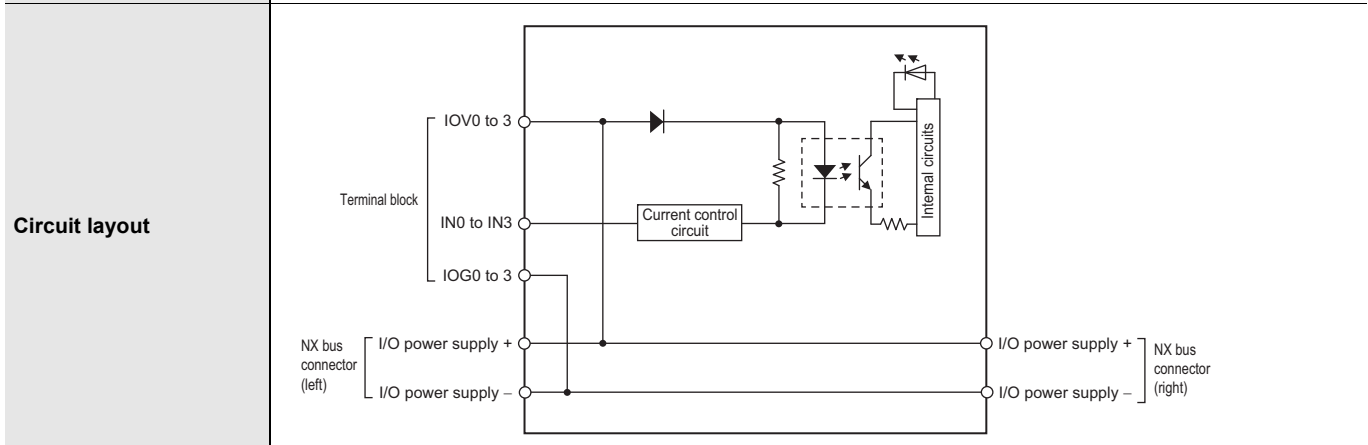 Circuit layout
Terminal block
IOV0 to 3
IN0 to IN3
IOG0 to 3
Current control
circuit
Internal circuits
NX bus
connector
(left)
I/O power supply +
I/O power supply −
I/O power supply +
I/O power supply −
NX bus
connector
(right)